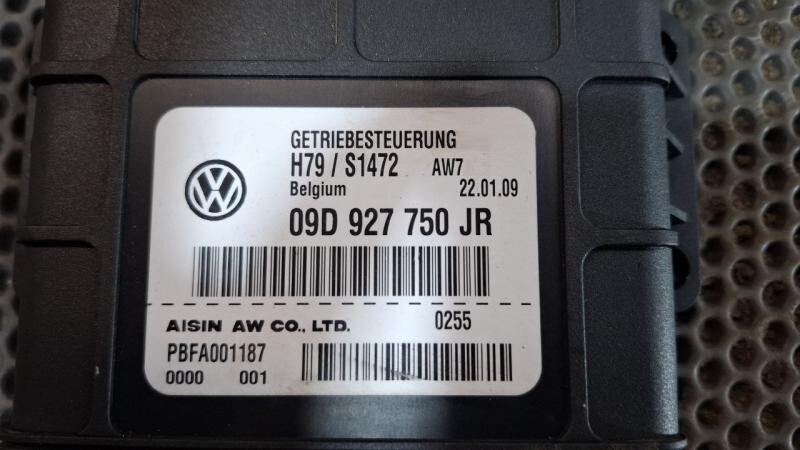 GETRIEBESTEUERUNG
H79 / S1472 AW7
Belgium 22.01.09
09D 927 750 JR
AISIN AW CO., LTD. 0255
PBFA001187
0000 001